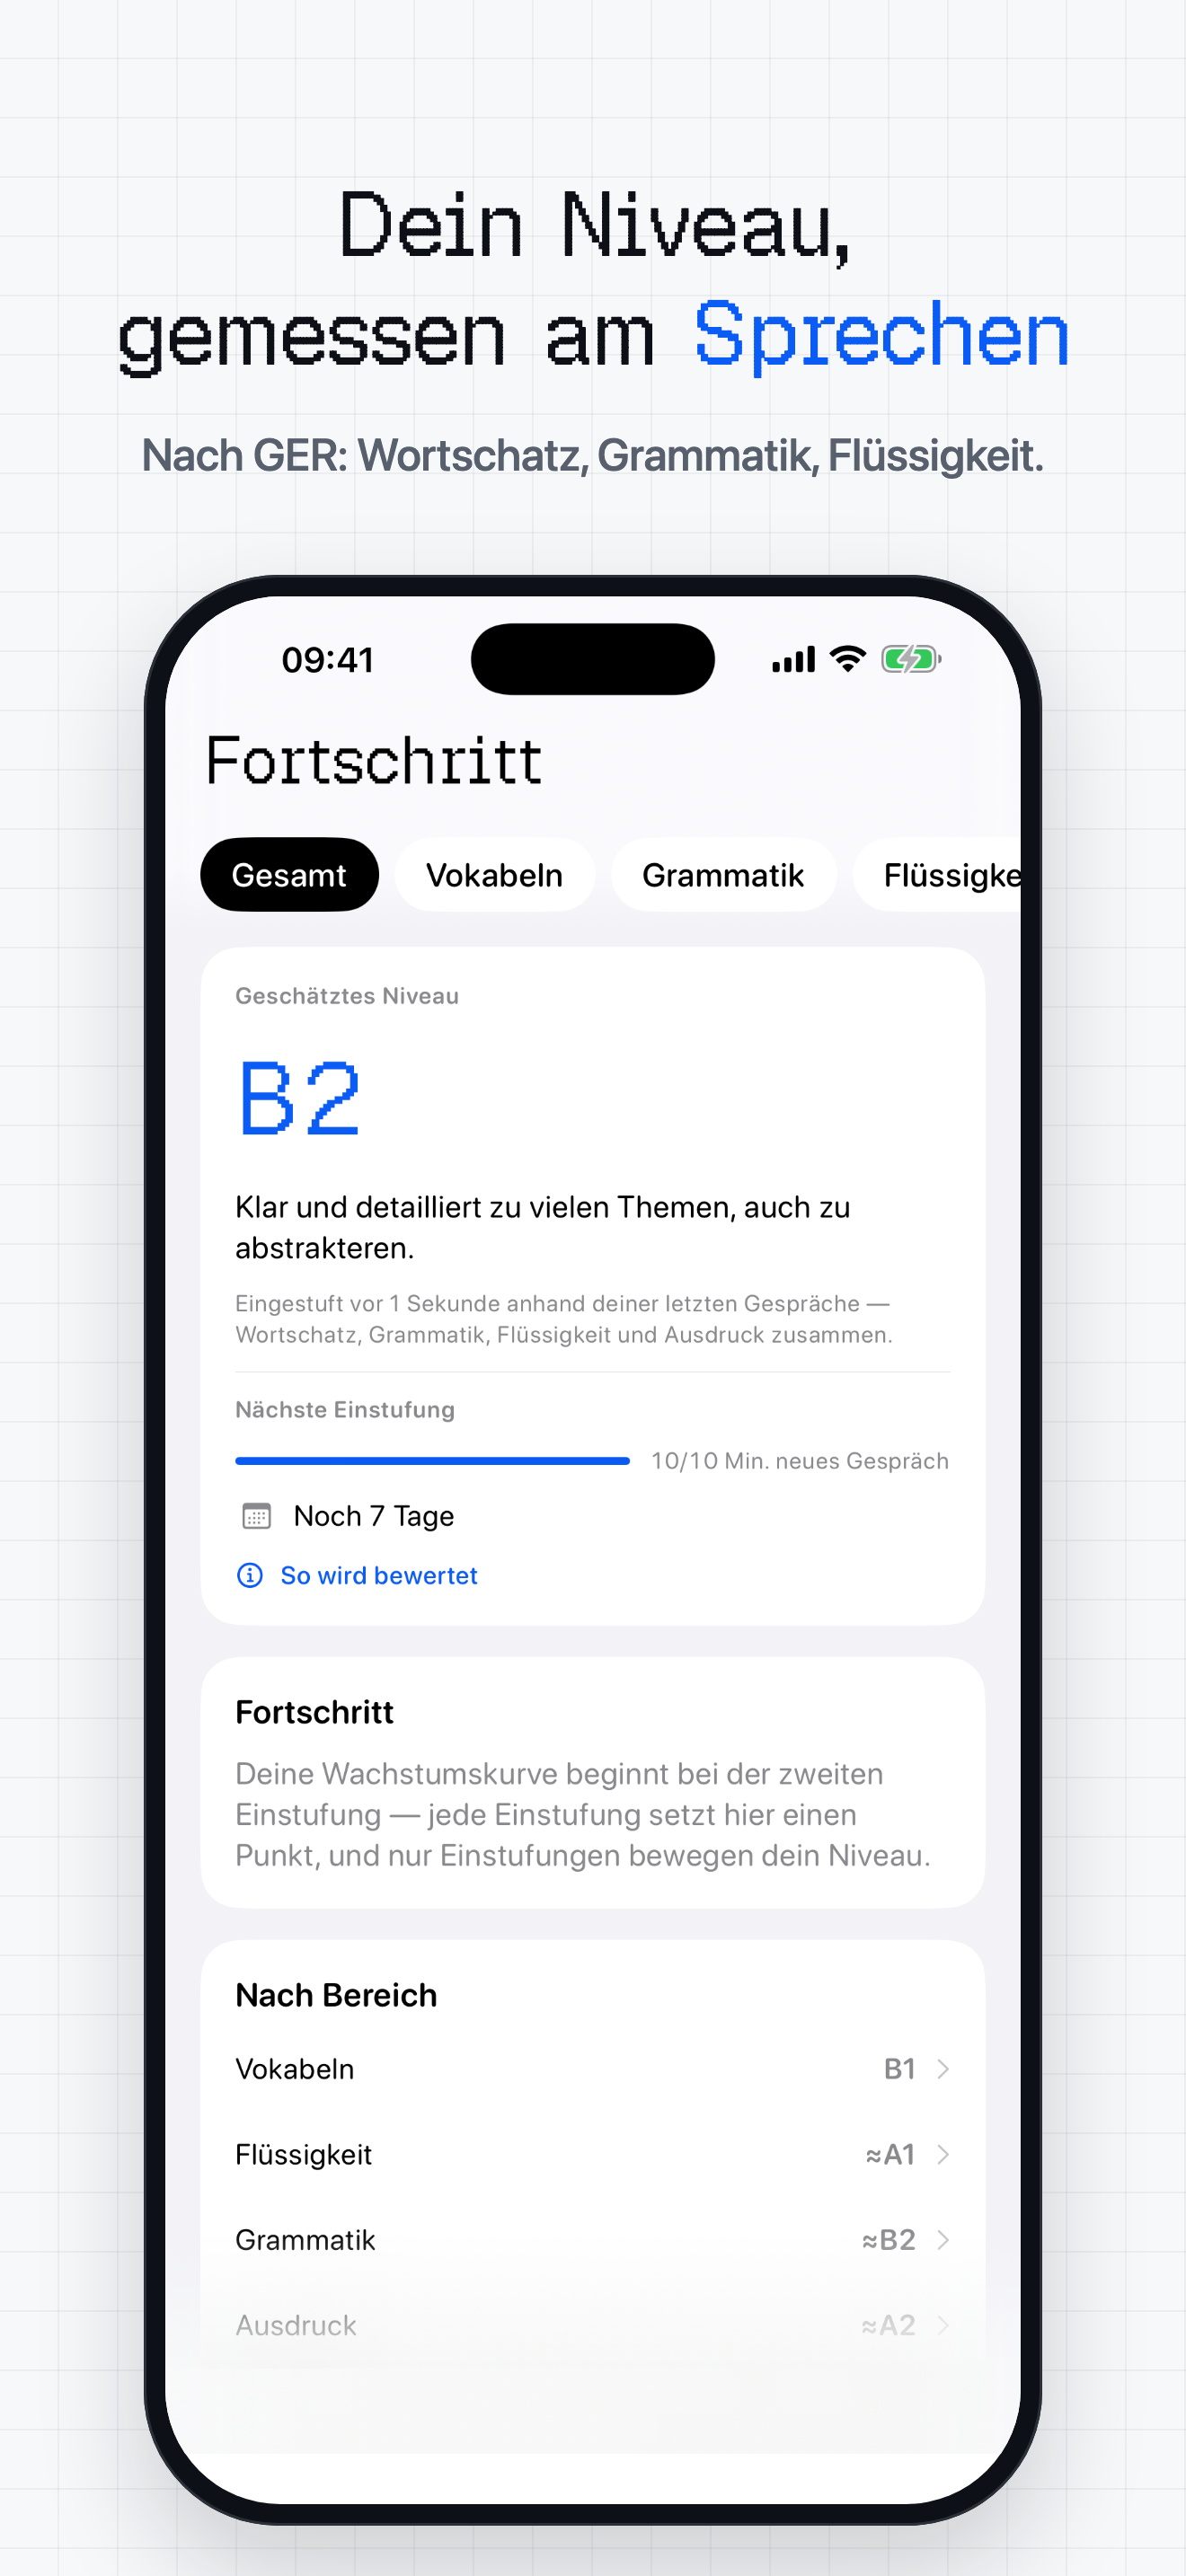 Dein Niveau,
gemessen am Sprechen
Nach GER: Wortschatz, Grammatik, Flüssigkeit.
09:41
Fortschritt
Gesamt Vokabeln Grammatik Flüssigke
Geschätztes Niveau
B2
Klar und detailliert zu vielen Themen, auch zu
abstrakteren.
Eingestuft vor 1 Sekunde anhand deiner letzten Gespräche —
Wortschatz, Grammatik, Flüssigkeit und Ausdruck zusammen.
Nächste Einstufung
10/10 Min. neues Gespräch
Noch 7 Tage
So wird bewertet
Fortschritt
Deine Wachstumskurve beginnt bei der zweiten
Einstufung — jede Einstufung setzt hier einen
Punkt, und nur Einstufungen bewegen dein Niveau.
Nach Bereich
Vokabeln B1
Flüssigkeit ≈A1
Grammatik ≈B2
Ausdruck ≈A2